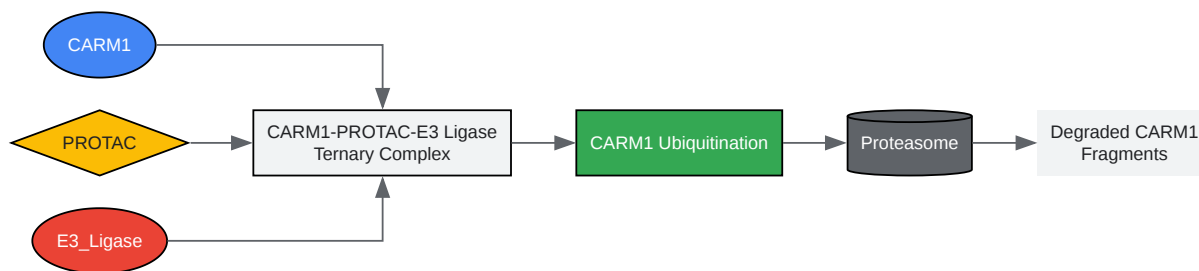 CARM1
PROTAC
E3_Ligase
CARM1-PROTAC-E3 Ligase
Ternary Complex
CARM1 Ubiquitination
Proteasome
Degraded CARM1
Fragments